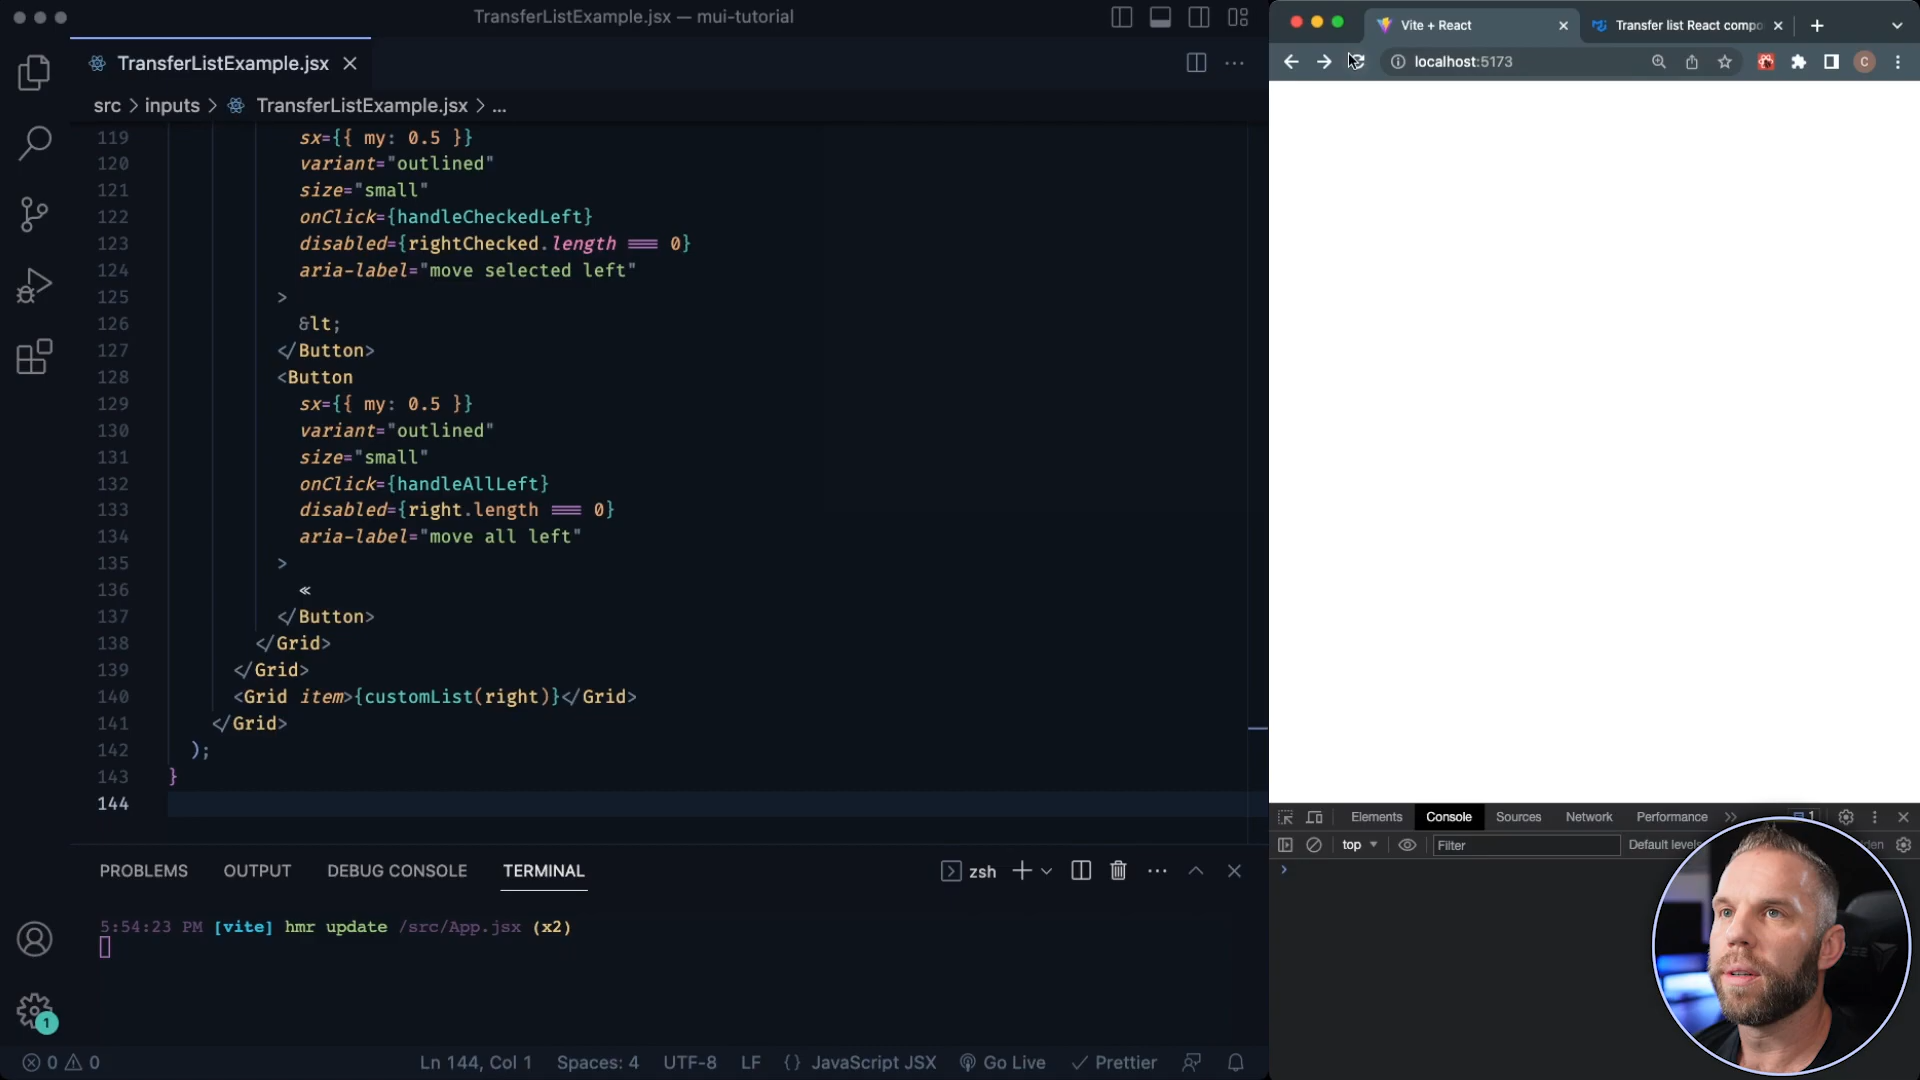 TransferListExample.jsx — mui-tutorial
TransferListExample.jsx
src > inputs > TransferListExample.jsx > ...
119 sx={{ my: 0.5 }}
120 variant="outlined"
121 size="small"
122 onClick={handleCheckedLeft}
123 disabled={rightChecked.length === 0}
124 aria-label="move selected left"
125 >
126 &lt;
127 </Button>
128 <Button
129 sx={{ my: 0.5 }}
130 variant="outlined"
131 size="small"
132 onClick={handleAllLeft}
133 disabled={right.length === 0}
134 aria-label="move all left"
135 >
136 ≪
137 </Button>
138 </Grid>
139 </Grid>
140 <Grid item>{customList(right)}</Grid>
141 </Grid>
142 );
143 }
144
PROBLEMS OUTPUT DEBUG CONSOLE TERMINAL
zsh
5:54:23 PM [vite] hmr update /src/App.jsx (x2)
1
0 0 Ln 144, Col 1 Spaces: 4 UTF-8 LF {} JavaScript JSX Go Live Prettier
Vite + React
Transfer list React compo
localhost:5173
C
Elements Console Sources Network Performance
1
top Filter Default levels